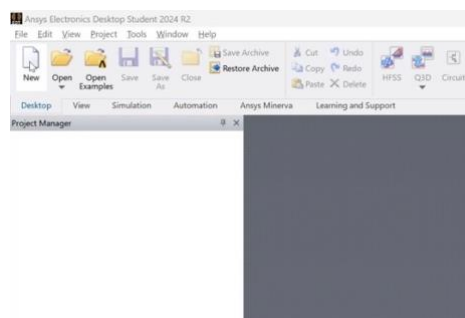 Ansys Electronics Desktop Student 2024 R2
File Edit View Project Tools Window Help
New
Open
Open Examples
Save
Save As
Close
Save Archive
Restore Archive
Cut
Copy
Paste
Undo
Redo
Delete
HFSS
Q3D
Circuit
Desktop View Simulation Automation Ansys Minerva Learning and Support
Project Manager